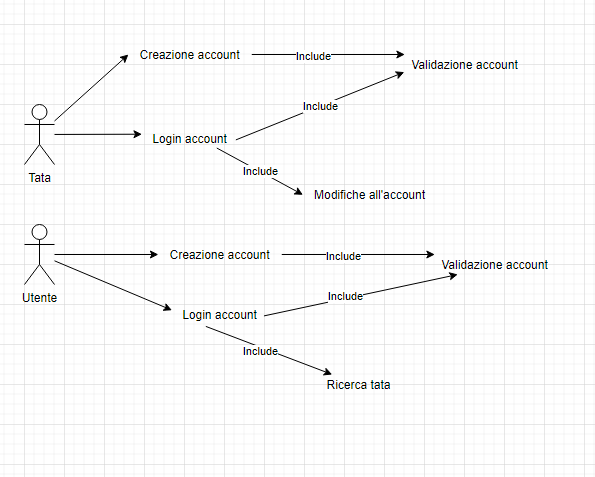 Creazione account
Include
Validazione account
Include
Login account
Tata
Include
Modifiche all'account
Creazione account
Include
Validazione account
Utente
Include
Login account
Include
Ricerca tata